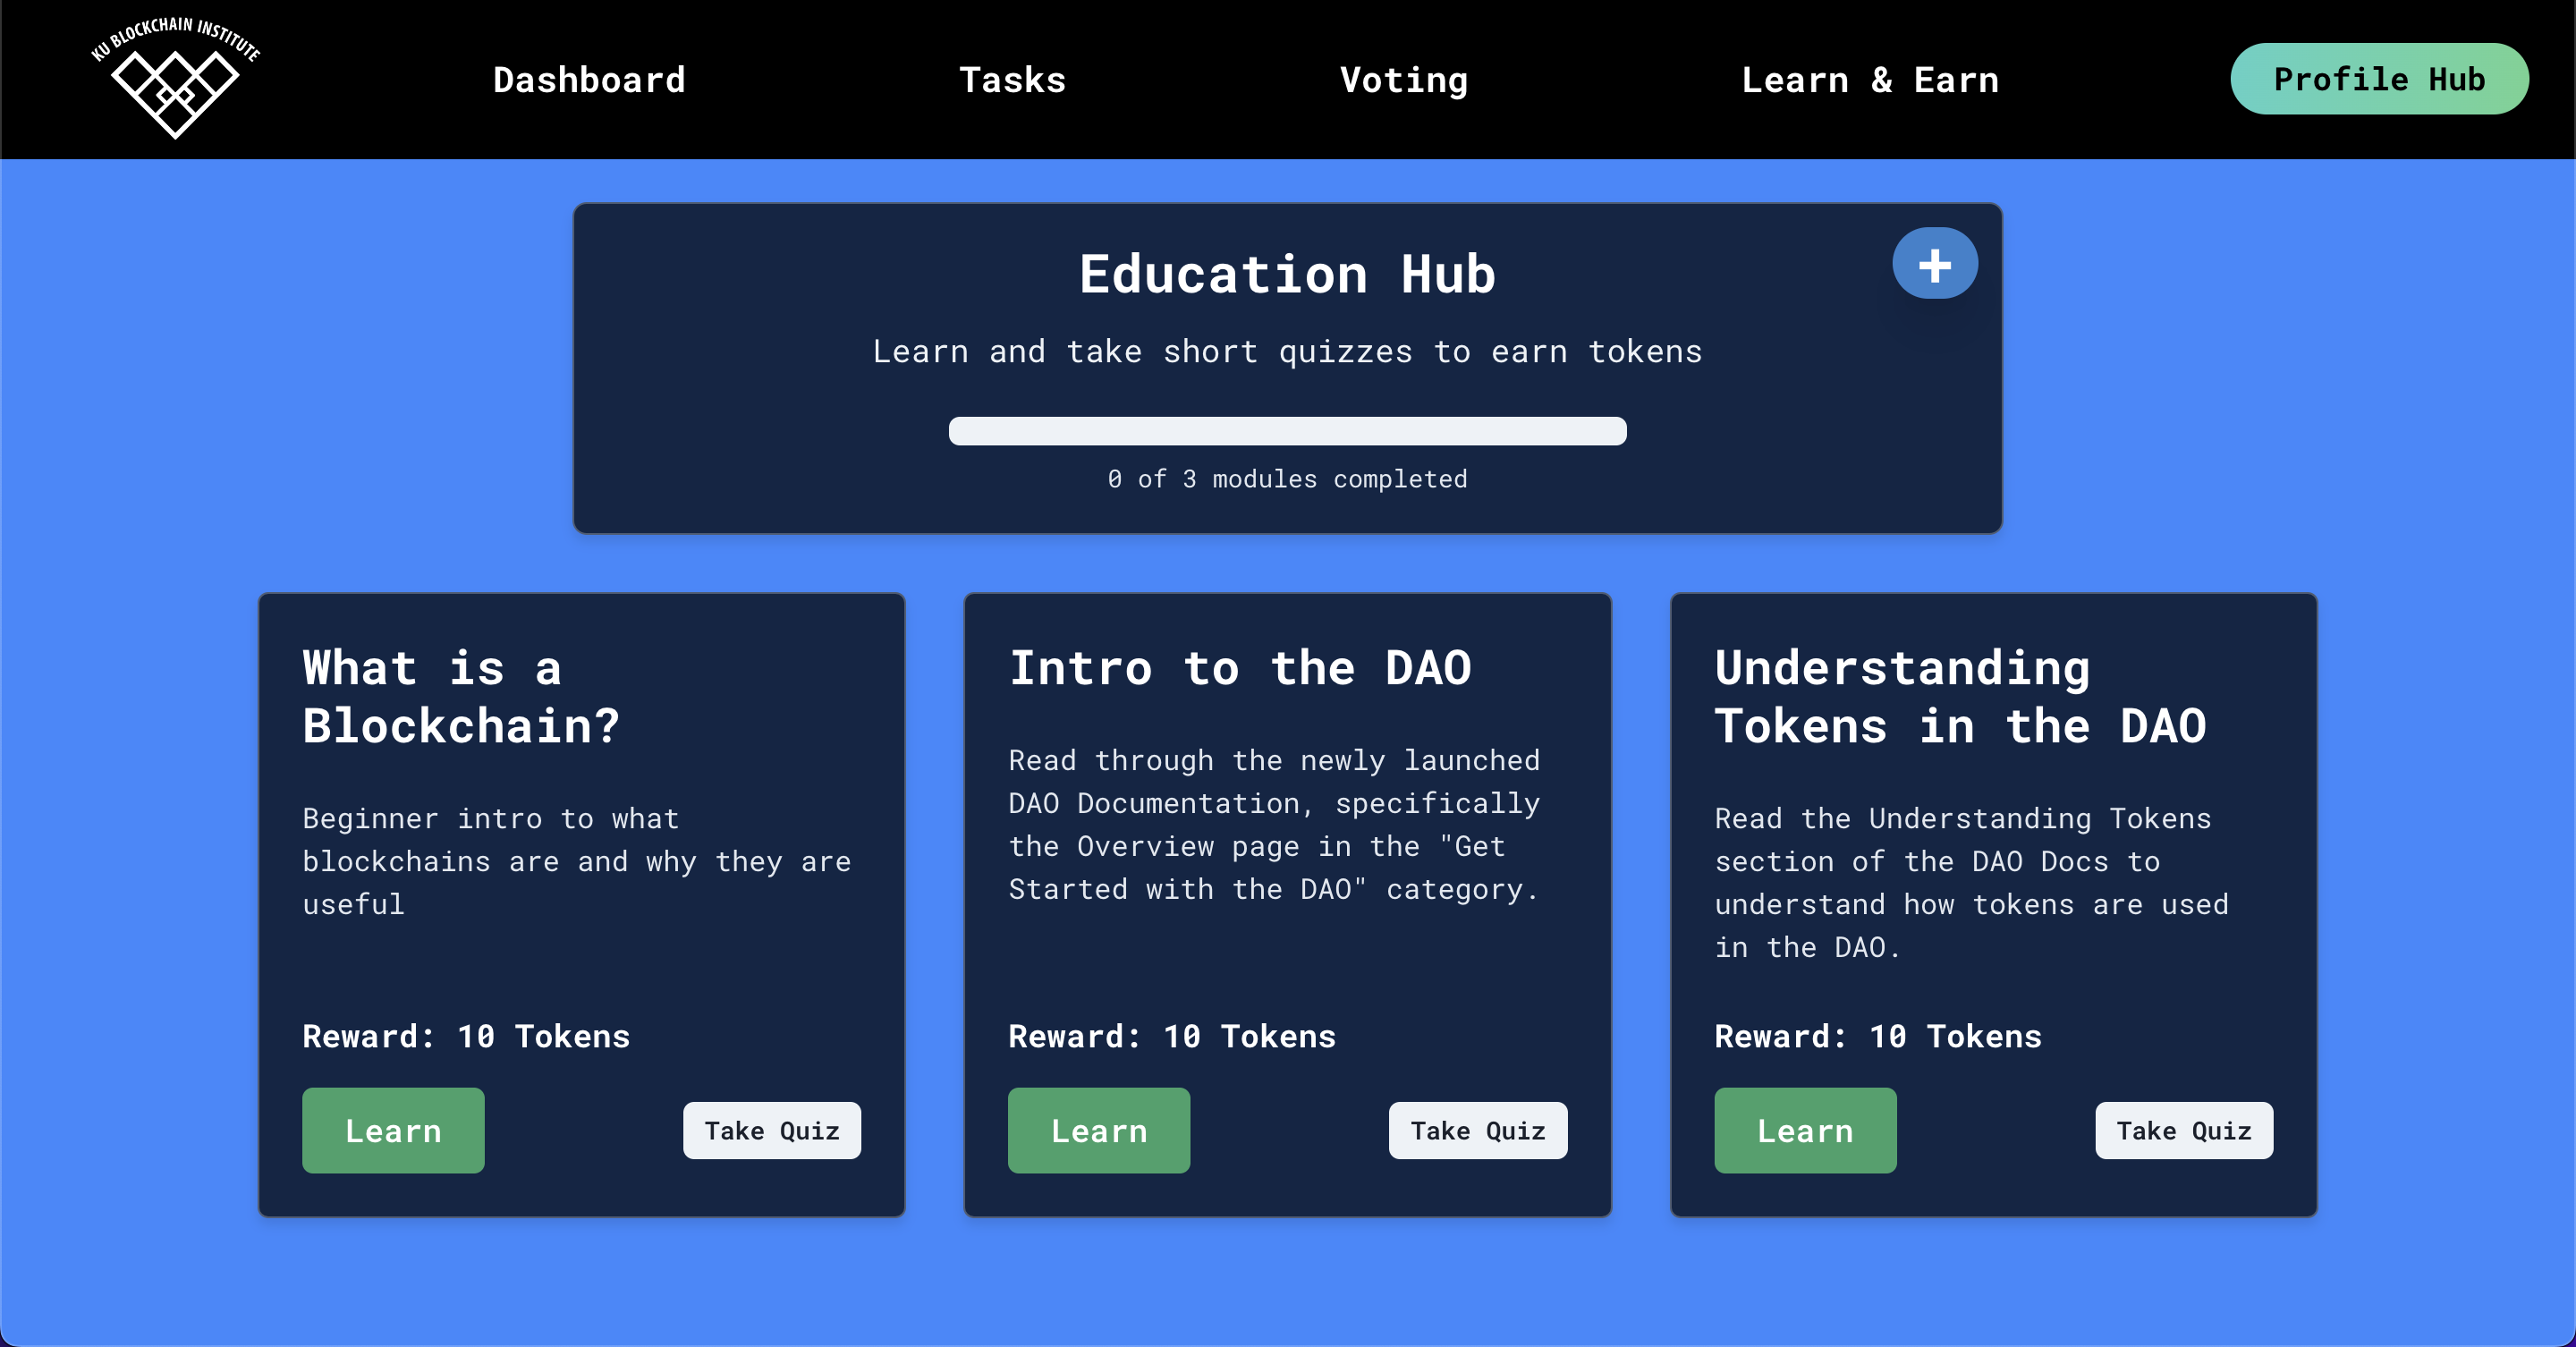 KU BLOCKCHAIN INSTITUTE
Dashboard
Tasks
Voting
Learn & Earn
Profile Hub
Education Hub
+
Learn and take short quizzes to earn tokens
0 of 3 modules completed
What is a
Blockchain?
Beginner intro to what
blockchains are and why they are
useful
Reward: 10 Tokens
Learn
Take Quiz
Intro to the DAO
Read through the newly launched
DAO Documentation, specifically
the Overview page in the "Get
Started with the DAO" category.
Reward: 10 Tokens
Learn
Take Quiz
Understanding
Tokens in the DAO
Read the Understanding Tokens
section of the DAO Docs to
understand how tokens are used
in the DAO.
Reward: 10 Tokens
Learn
Take Quiz